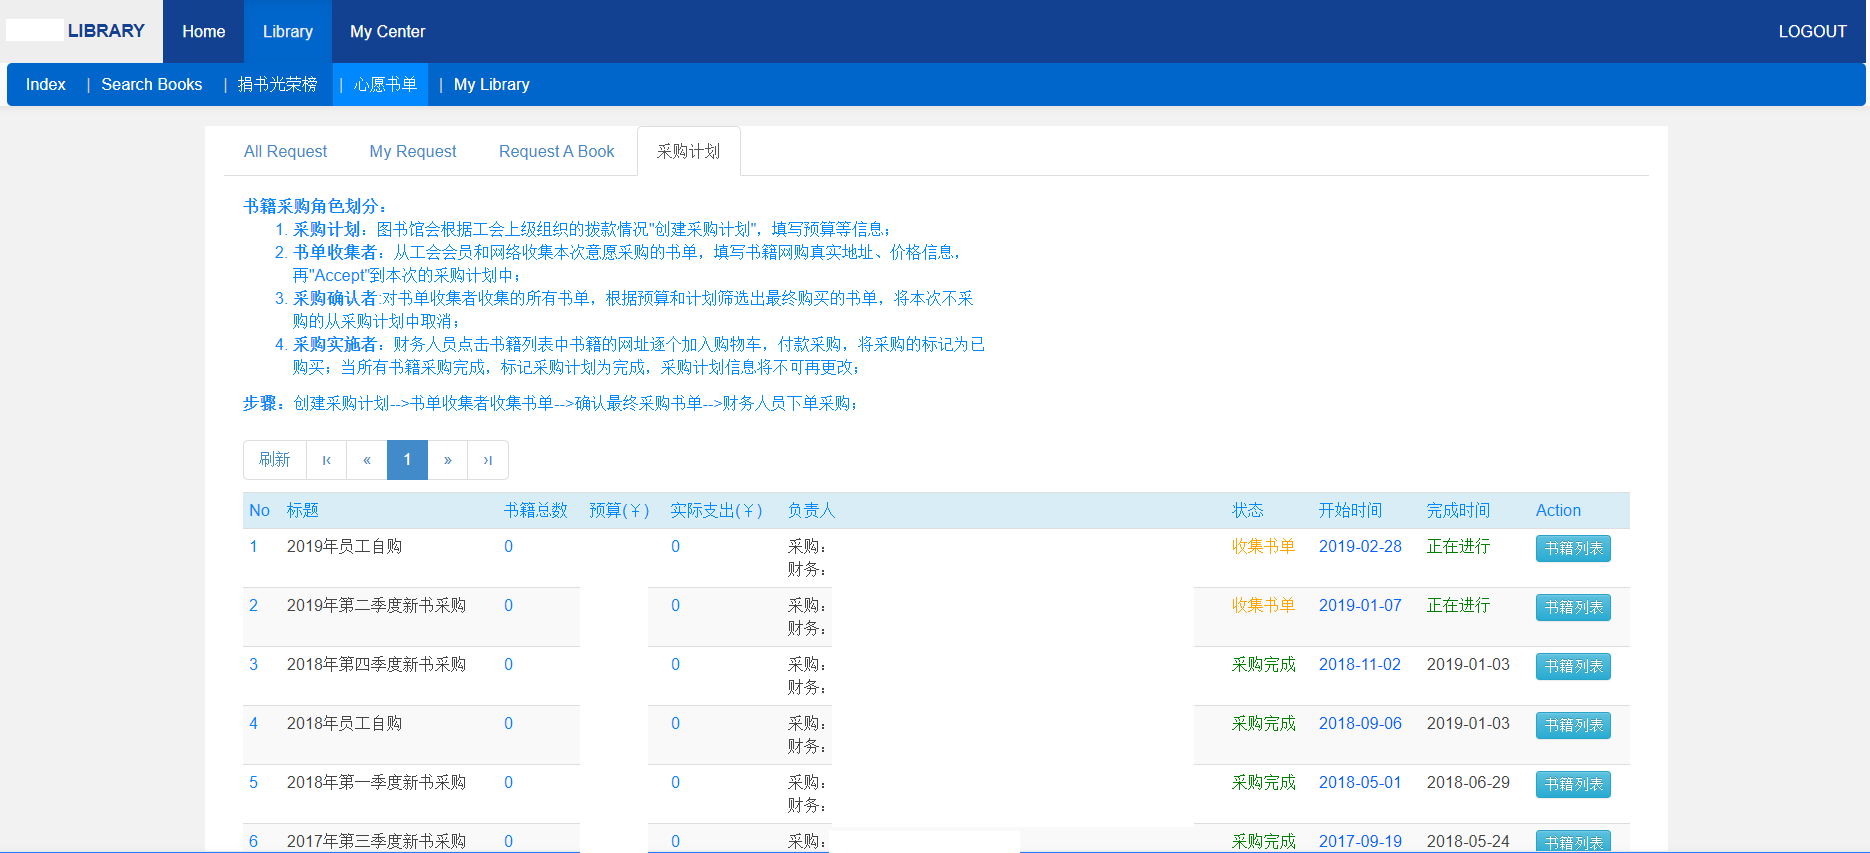 LIBRARY Home Library My Center LOGOUT
Index | Search Books | 捐书光荣榜 | 心愿书单 | My Library
All Request My Request Request A Book 采购计划
书籍采购角色划分：
1. 采购计划：图书馆会根据工会上级组织的拨款情况"创建采购计划"，填写预算等信息；
2. 书单收集者：从工会会员和网络收集本次意愿采购的书单，填写书籍网购真实地址、价格信息，
再"Accept"到本次的采购计划中；
3. 采购确认者:对书单收集者收集的所有书单，根据预算和计划筛选出最终购买的书单，将本次不采
购的从采购计划中取消；
4. 采购实施者：财务人员点击书籍列表中书籍的网址逐个加入购物车，付款采购，将采购的标记为已
购买；当所有书籍采购完成，标记采购计划为完成，采购计划信息将不可再更改；
步骤：创建采购计划-->书单收集者收集书单-->确认最终采购书单-->财务人员下单采购；
刷新 I‹ « 1 » ›I
No 标题 书籍总数 预算(￥) 实际支出(￥) 负责人 状态 开始时间 完成时间 Action
1 2019年员工自购 0 0 采购： 收集书单 2019-02-28 正在进行 书籍列表
财务：
2 2019年第二季度新书采购 0 0 采购： 收集书单 2019-01-07 正在进行 书籍列表
财务：
3 2018年第四季度新书采购 0 0 采购： 采购完成 2018-11-02 2019-01-03 书籍列表
财务：
4 2018年员工自购 0 0 采购： 采购完成 2018-09-06 2019-01-03 书籍列表
财务：
5 2018年第一季度新书采购 0 0 采购： 采购完成 2018-05-01 2018-06-29 书籍列表
财务：
6 2017年第三季度新书采购 0 0 采购： 采购完成 2017-09-19 2018-05-24 书籍列表